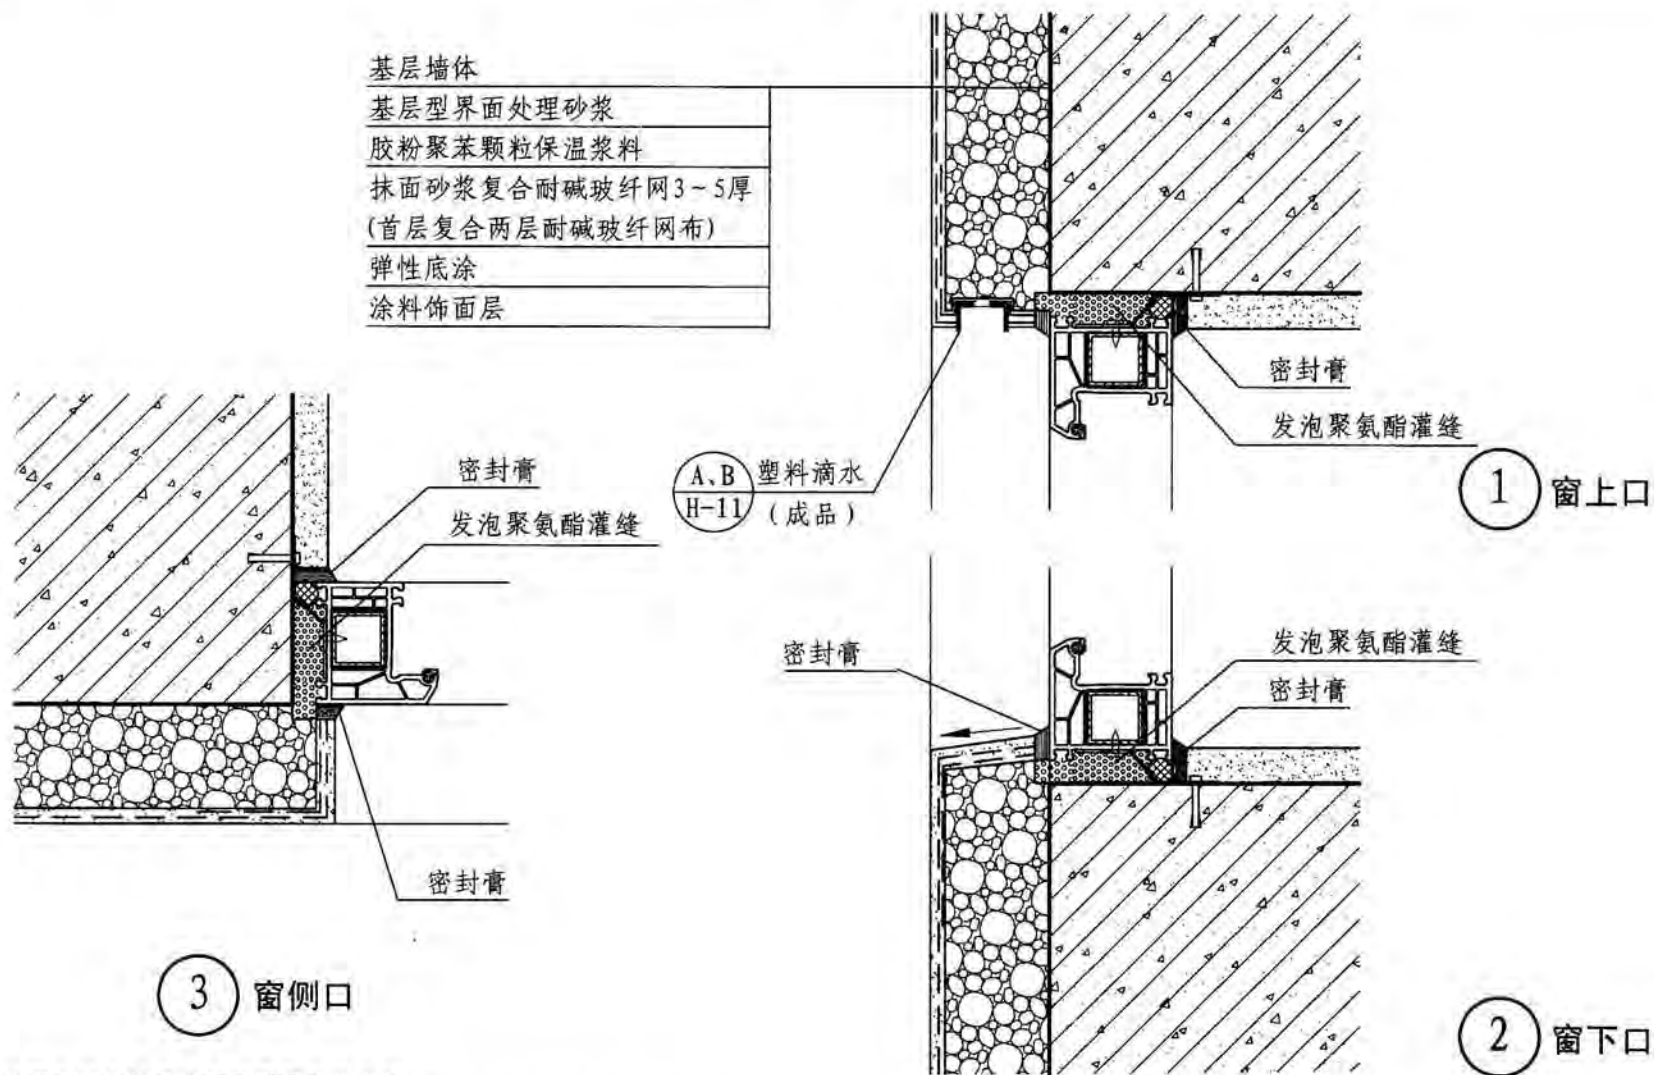 基层墙体
基层型界面处理砂浆
胶粉聚苯颗粒保温浆料
抹面砂浆复合耐碱玻纤网3~5厚
(首层复合两层耐碱玻纤网布)
弹性底涂
涂料饰面层
密封膏
发泡聚氨酯灌缝
A、B 塑料滴水
H-11 (成品)
1 窗上口
密封膏
发泡聚氨酯灌缝
密封膏
3 窗侧口
密封膏
发泡聚氨酯灌缝
密封膏
2 窗下口